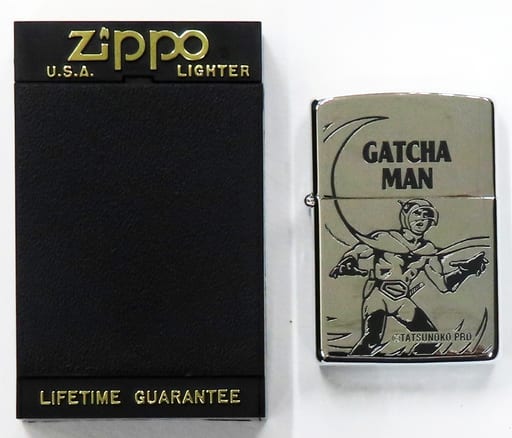 Zippo
U.S.A. LIGHTER
LIFETIME GUARANTEE
GATCHA
MAN
©TATSUNOKO PRO